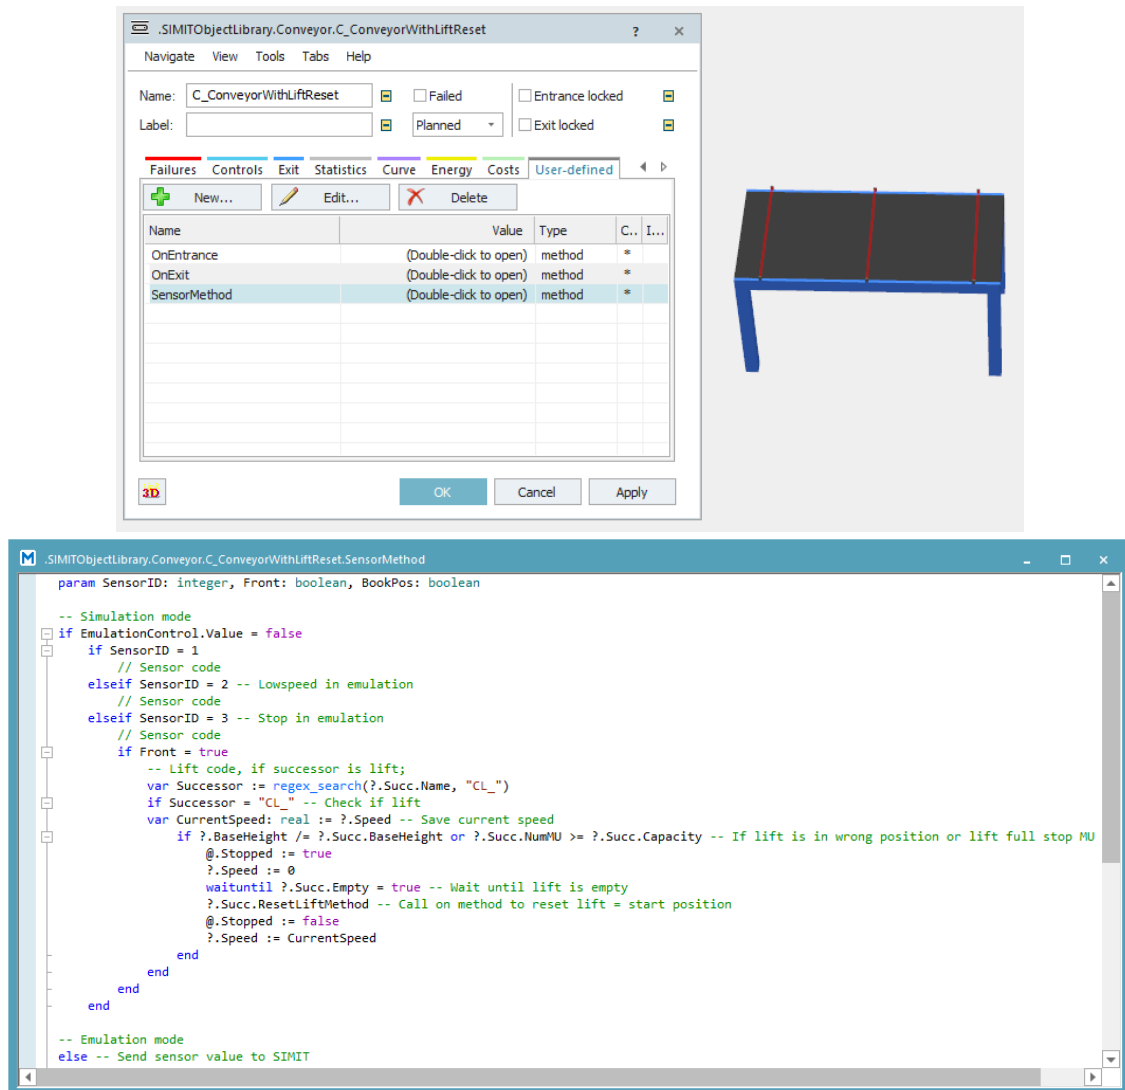 .SIMITObjectLibrary.Conveyor.C_ConveyorWithLiftReset ? ×
Navigate View Tools Tabs Help
Name: C_ConveyorWithLiftReset Failed Entrance locked
Label: Planned Exit locked
Failures Controls Exit Statistics Curve Energy Costs User-defined
New... Edit... Delete
Name Value Type C.. I...
OnEntrance (Double-click to open) method *
OnExit (Double-click to open) method *
SensorMethod (Double-click to open) method *
3D OK Cancel Apply
M .SIMITObjectLibrary.Conveyor.C_ConveyorWithLiftReset.SensorMethod
param SensorID: integer, Front: boolean, BookPos: boolean
-- Simulation mode
if EmulationControl.Value = false
if SensorID = 1
// Sensor code
elseif SensorID = 2 -- Lowspeed in emulation
// Sensor code
elseif SensorID = 3 -- Stop in emulation
// Sensor code
if Front = true
-- Lift code, if successor is lift;
var Successor := regex_search(?.Succ.Name, "CL_")
if Successor = "CL_" -- Check if lift
var CurrentSpeed: real := ?.Speed -- Save current speed
if ?.BaseHeight /= ?.Succ.BaseHeight or ?.Succ.NumMU >= ?.Succ.Capacity -- If lift is in wrong position or lift full stop MU
@.Stopped := true
?.Speed := 0
waituntil ?.Succ.Empty = true -- Wait until lift is empty
?.Succ.ResetLiftMethod -- Call on method to reset lift = start position
@.Stopped := false
?.Speed := CurrentSpeed
end
end
end
end
-- Emulation mode
else -- Send sensor value to SIMIT